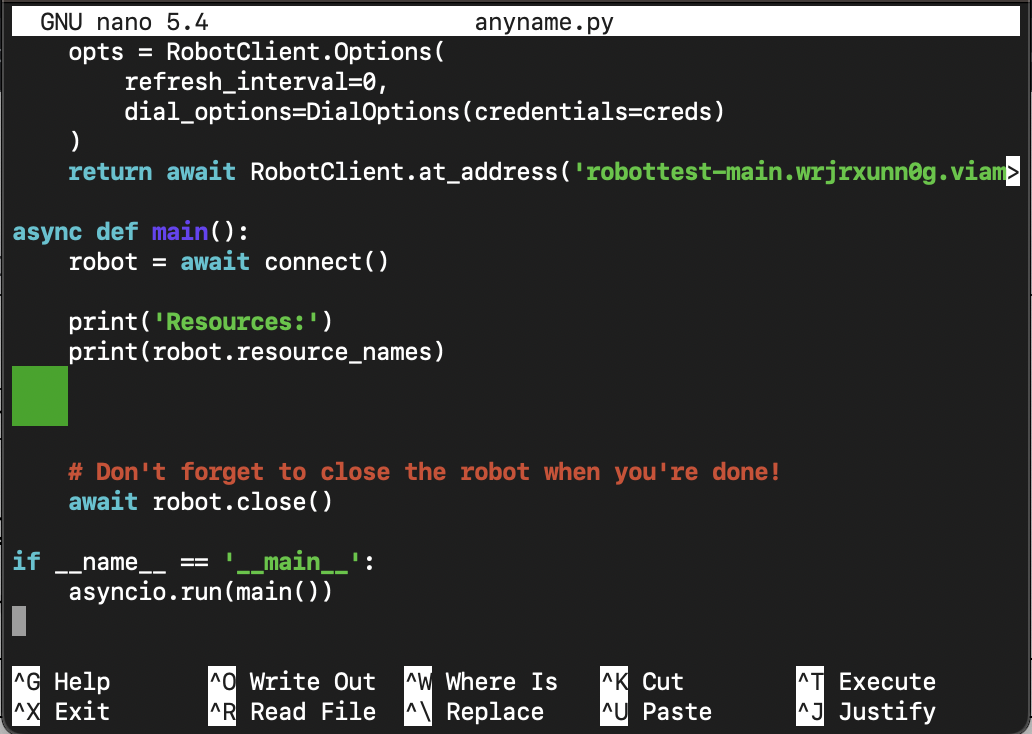 GNU nano 5.4 anyname.py
opts = RobotClient.Options(
refresh_interval=0,
dial_options=DialOptions(credentials=creds)
)
return await RobotClient.at_address('robottest-main.wrjrxunn0g.viam>
async def main():
robot = await connect()
print('Resources:')
print(robot.resource_names)
# Don't forget to close the robot when you're done!
await robot.close()
if __name__ == '__main__':
asyncio.run(main())
^G Help ^O Write Out ^W Where Is ^K Cut ^T Execute
^X Exit ^R Read File ^\ Replace ^U Paste ^J Justify